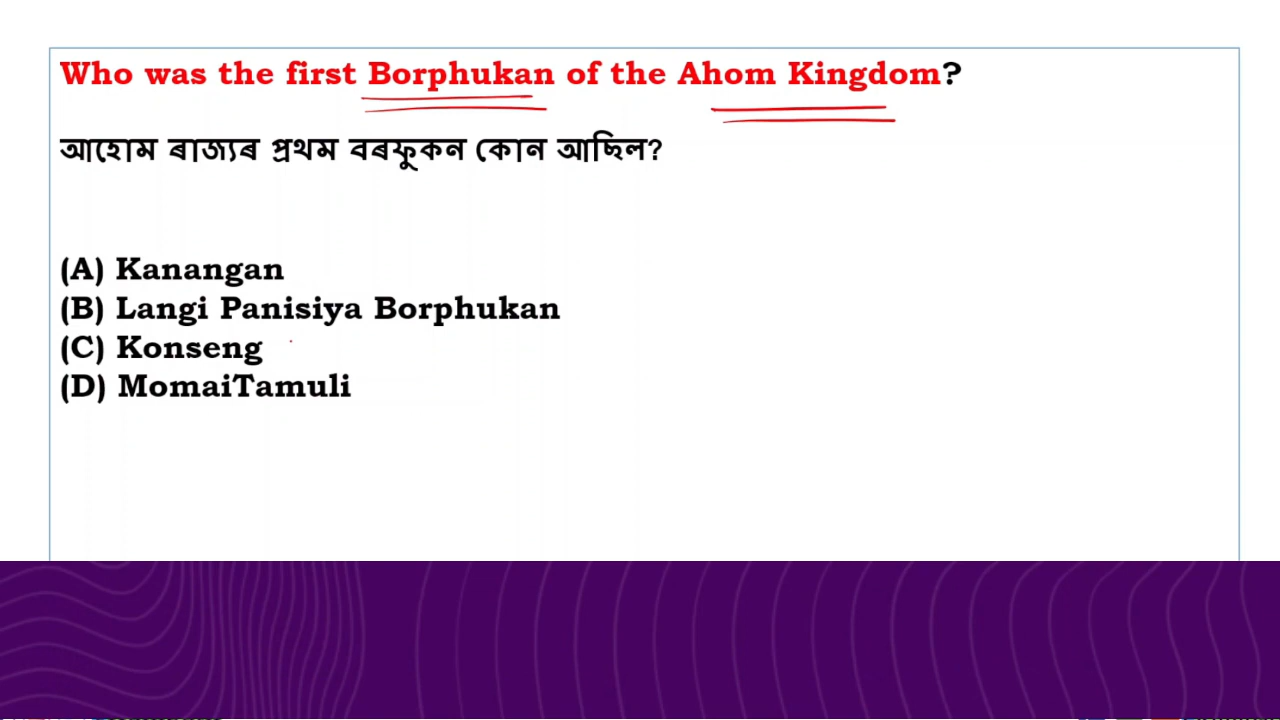 Who was the first Borphukan of the Ahom Kingdom?
আহোম ৰাজ্যৰ প্ৰথম বৰফুকন কোন আছিল?
(A) Kanangan
(B) Langi Panisiya Borphukan
(C) Konseng
(D) MomaiTamuli